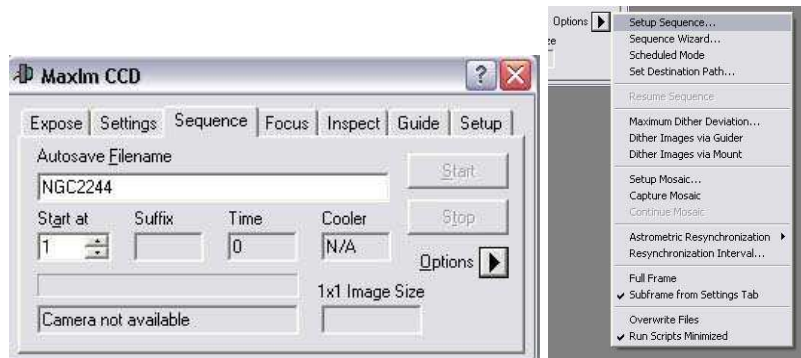 MaxIm CCD
Expose Settings Sequence Focus Inspect Guide Setup
Autosave Filename
NGC2244
Start
Start at Suffix Time Cooler
Stop
1 0 N/A
Options
1x1 Image Size
Camera not available
Options
ze
Setup Sequence...
Sequence Wizard...
Scheduled Mode
Set Destination Path...
Resume Sequence
Maximum Dither Deviation...
Dither Images via Guider
Dither Images via Mount
Setup Mosaic...
Capture Mosaic
Continue Mosaic
Astrometric Resynchronization
Resynchronization Interval...
Full Frame
Subframe from Settings Tab
Overwrite Files
Run Scripts Minimized